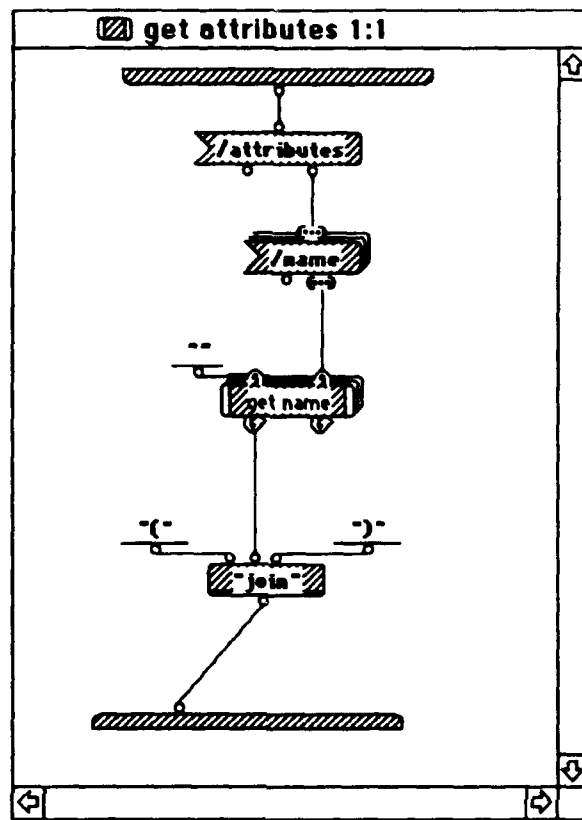 get attributes 1:1
/attributes
/name
""
get name
"(" ")"
"join"